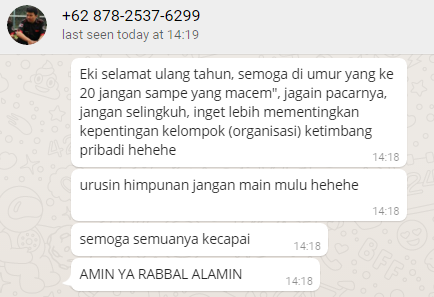 +62 878-2537-6299
last seen today at 14:19
Eki selamat ulang tahun, semoga di umur yang ke
20 jangan sampe yang macem", jagain pacarnya,
jangan selingkuh, inget lebih mementingkan
kepentingan kelompok (organisasi) ketimbang
pribadi hehehe
14:18
urusin himpunan jangan main mulu hehehe
14:18
semoga semuanya kecapai
14:18
AMIN YA RABBAL ALAMIN
14:18